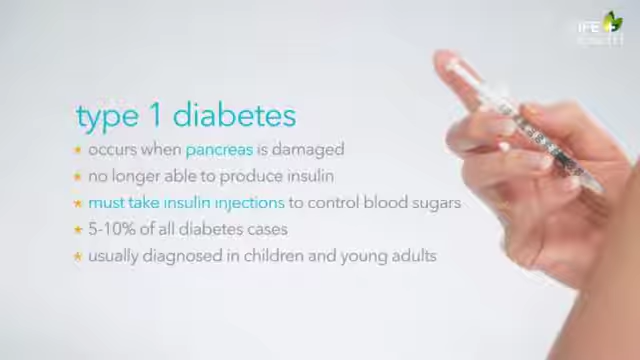 type 1 diabetes
occurs when pancreas is damaged
no longer able to produce insulin
must take insulin injections to control blood sugars
5-10% of all diabetes cases
usually diagnosed in children and young adults